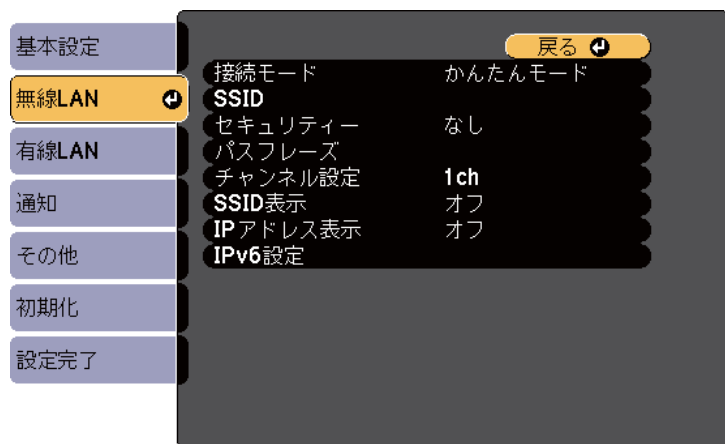 基本設定
無線LAN
有線LAN
通知
その他
初期化
設定完了
戻る
接続モード かんたんモード
SSID
セキュリティー なし
パスフレーズ
チャンネル設定 1ch
SSID表示 オフ
IPアドレス表示 オフ
IPv6設定